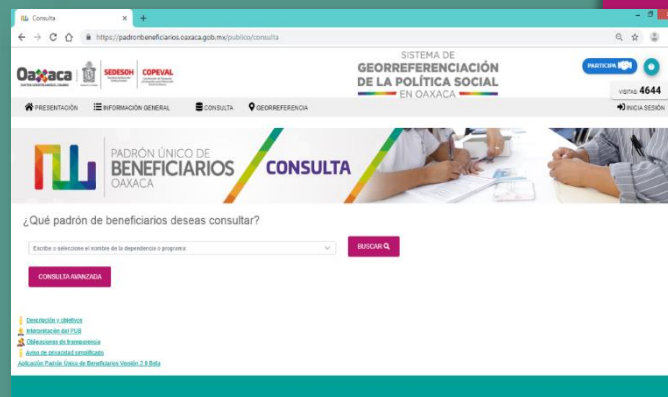 Consulta
https://padronbeneficiarios.oaxaca.gob.mx/publico/consulta
Oaxaca
SEDESOH
COPEVAL
SISTEMA DE
GEORREFERENCIACIÓN
DE LA POLÍTICA SOCIAL
EN OAXACA
PARTICIPA
VISITAS 4644
PRESENTACIÓN
INFORMACIÓN GENERAL
CONSULTA
GEORREFERENCIA
INICIA SESIÓN
PADRÓN ÚNICO DE
BENEFICIARIOS
OAXACA
CONSULTA
¿Qué padrón de beneficiarios deseas consultar?
Escribe o seleccione el nombre de la dependencia o programa
BUSCAR
CONSULTA AVANZADA
Descripción y objetivos
Interpretación del PUB
Obligaciones de transparencia
Aviso de privacidad simplificado
Aplicación Padrón Único de Beneficiarios Versión 2.0 Beta